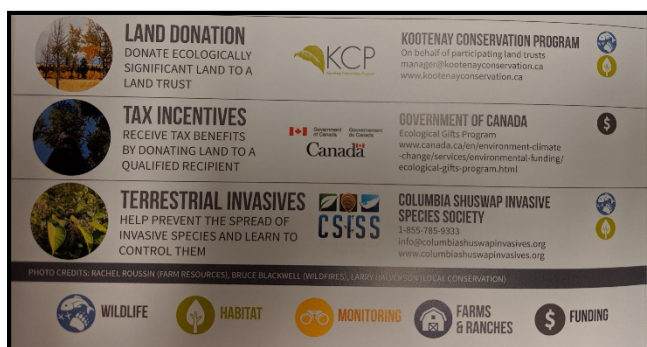 LAND DONATION
DONATE ECOLOGICALLY
SIGNIFICANT LAND TO A
LAND TRUST
KCP
KOOTENAY CONSERVATION PROGRAM
On behalf of participating land trusts
manager@kootenayconservation.ca
www.kootenayconservation.ca
TAX INCENTIVES
RECEIVE TAX BENEFITS
BY DONATING LAND TO A
QUALIFIED RECIPIENT
Government of Canada
Gouvernement du Canada
Canada
GOVERNMENT OF CANADA
Ecological Gifts Program
www.canada.ca/en/environment-climate
-change/services/environmental-funding/
ecological-gifts-program.html
$
TERRESTRIAL INVASIVES
HELP PREVENT THE SPREAD OF
INVASIVE SPECIES AND LEARN TO
CONTROL THEM
CSISS
COLUMBIA SHUSWAP INVASIVE
SPECIES SOCIETY
1-855-785-9333
info@columbiashuswapinvasives.org
www.columbiashuswapinvasives.org
PHOTO CREDITS: RACHEL ROUSSIN (FARM RESOURCES), BRUCE BLACKWELL (WILDFIRES), LARRY (LOCAL CONSERVATION)
WILDLIFE
HABITAT
MONITORING
FARMS
& RANCHES
$ FUNDING